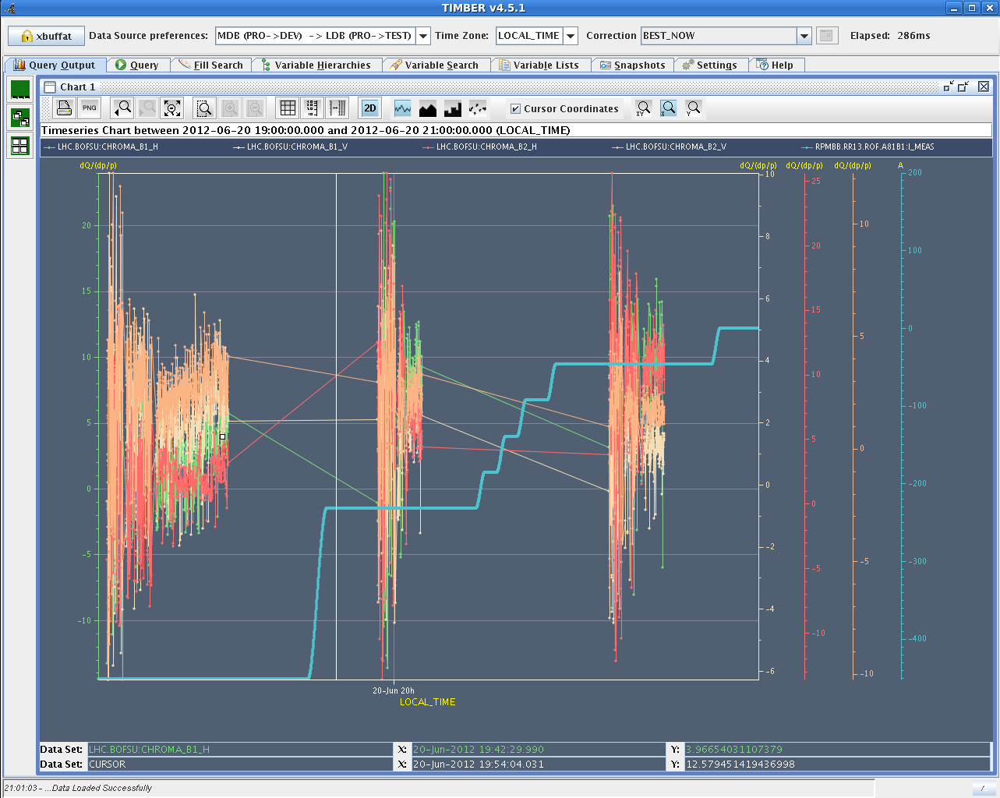 TIMBER v4.5.1
xbuffat Data Source preferences: MDB (PRO->DEV) -> LDB (PRO->TEST) Time Zone: LOCAL_TIME Correction BEST_NOW Elapsed: 286ms
Query Output Query Fill Search Variable Hierarchies Variable Search Variable Lists Snapshots Settings Help
Chart 1
PNG 2D Cursor Coordinates XY X Y
Timeseries Chart between 2012-06-20 19:00:00.000 and 2012-06-20 21:00:00.000 (LOCAL_TIME)
LHC.BOFSU:CHROMA_B1_H LHC.BOFSU:CHROMA_B1_V LHC.BOFSU:CHROMA_B2_H LHC.BOFSU:CHROMA_B2_V RPMBB.RR13.ROF.A81B1:I_MEAS
dQ/(dp/p) dQ/(dp/p) dQ/(dp/p) dQ/(dp/p) A
10 200
25
20 8 10
20
100
15 6
15
5 0
10 4
10
-100
5 2
5
0
0 0 -200
0
-5 -2 -5 -300
-5
-10 -4
-10 -400
-6 -10
20-Jun 20h
LOCAL_TIME
Data Set: LHC.BOFSU:CHROMA_B1_H X: 20-Jun-2012 19:42:29.990 Y: 3.96654031107379
Data Set: CURSOR X: 20-Jun-2012 19:54:04.031 Y: 12.579451419436998
21:01:03 - ...Data Loaded Successfully